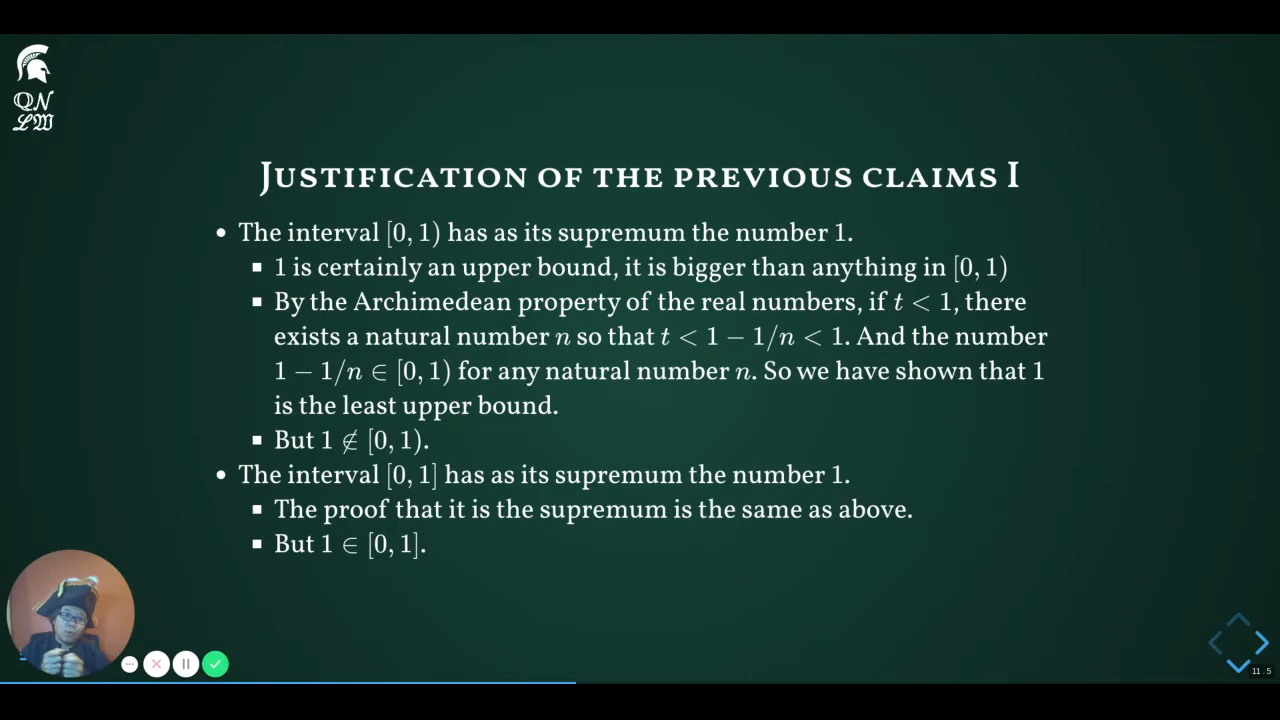 QN
LW
Justification of the previous claims I
• The interval [0, 1) has as its supremum the number 1.
▪ 1 is certainly an upper bound, it is bigger than anything in [0, 1)
▪ By the Archimedean property of the real numbers, if t < 1, there
exists a natural number n so that t < 1 − 1/n < 1. And the number
1 − 1/n ∈ [0, 1) for any natural number n. So we have shown that 1
is the least upper bound.
▪ But 1 ∉ [0, 1).
• The interval [0, 1] has as its supremum the number 1.
▪ The proof that it is the supremum is the same as above.
▪ But 1 ∈ [0, 1].
11.5